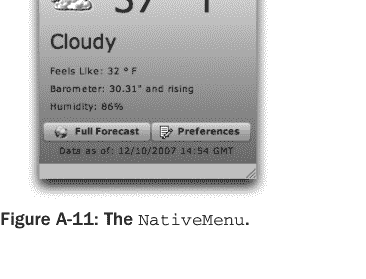 Cloudy
Feels Like: 32 ° F
Barometer: 30.31" and rising
Humidity: 86%
Full Forecast Preferences
Data as of: 12/10/2007 14:54 GMT
Figure A-11: The NativeMenu.